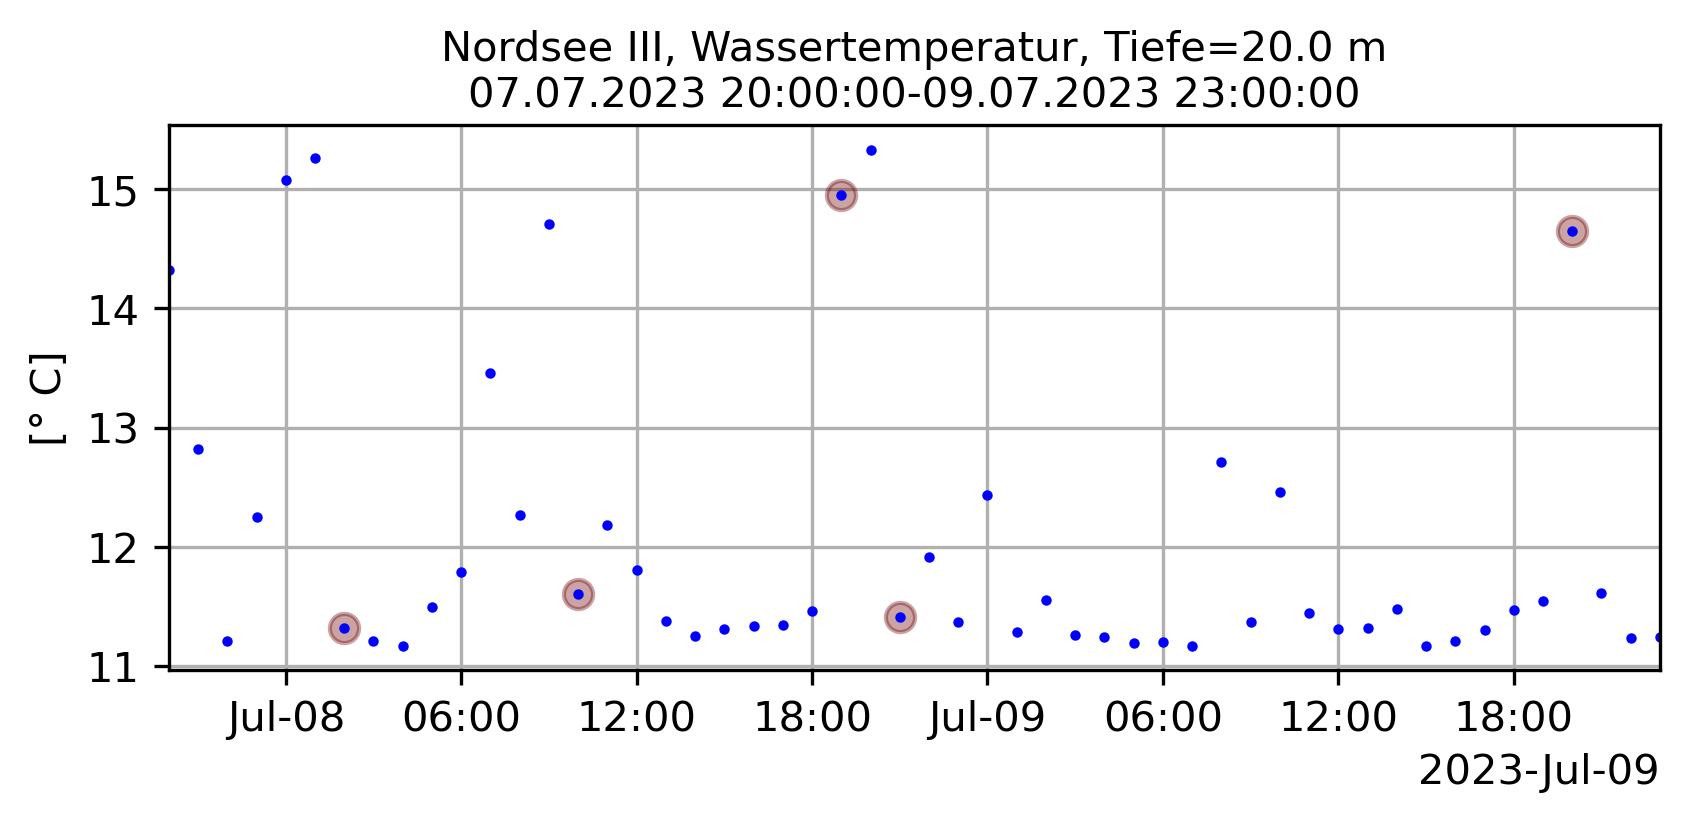 Nordsee III, Wassertemperatur, Tiefe=20.0 m
07.07.2023 20:00:00-09.07.2023 23:00:00
15
14
13
12
11
[° C]
Jul-08 06:00 12:00 18:00 Jul-09 06:00 12:00 18:00
2023-Jul-09